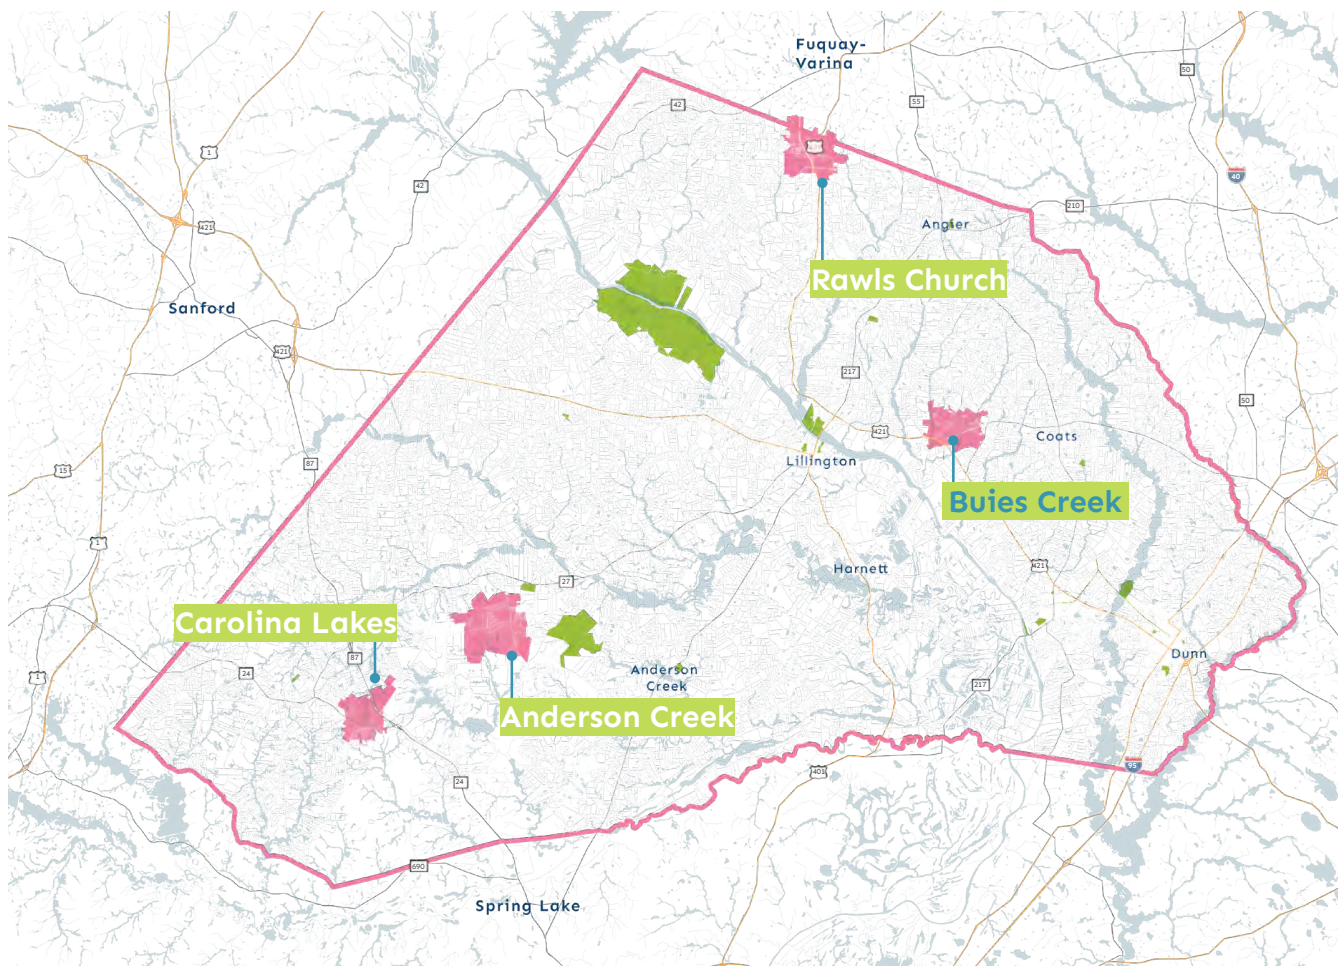 Fuquay-
Varina
50
42
55
1
40
42
210
421
Angier
Rawls Church
Sanford
421
217
50
421
Coats
Lillington
87
15
Buies Creek
1
421
Harnett
27
Carolina Lakes
87
Dunn
24
1
Anderson
Creek
217
Anderson Creek
95
401
24
690
Spring Lake